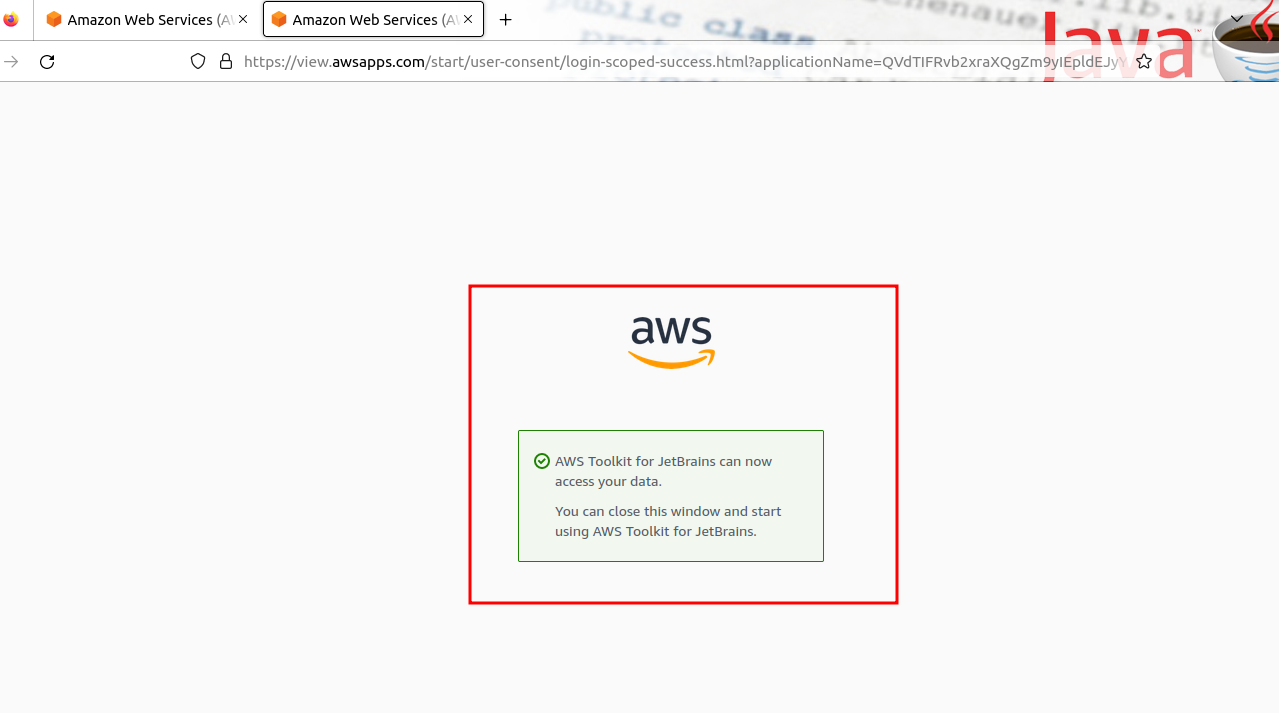 Amazon Web Services (A
Amazon Web Services (A
https://view.awsapps.com/start/user-consent/login-scoped-success.html?applicationName=QVdTIFRvb2xraXQgZm9yIEpldEJyY
public class
Java
aws
AWS Toolkit for JetBrains can now
access your data.
You can close this window and start
using AWS Toolkit for JetBrains.